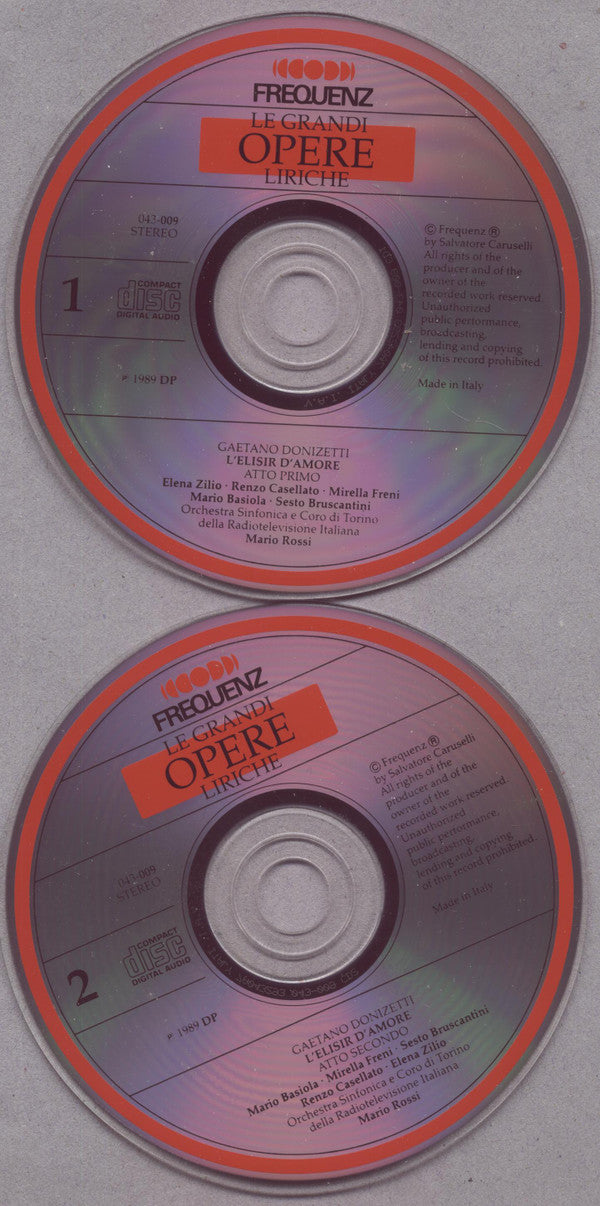 FREQUENZ
LE GRANDI
OPERE
LIRICHE
043-009
STEREO
1
COMPACT
disc
DIGITAL AUDIO
℗ 1989 DP
© Frequenz ®
by Salvatore Caruselli
All rights of the
producer and of the
owner of the
recorded work reserved.
Unauthorized
public performance,
broadcasting,
lending and copying
of this record prohibited.
Made in Italy
GAETANO DONIZETTI
L'ELISIR D'AMORE
ATTO PRIMO
Elena Zilio · Renzo Casellato · Mirella Freni
Mario Basiola · Sesto Bruscantini
Orchestra Sinfonica e Coro di Torino
della Radiotelevisione Italiana
Mario Rossi
FREQUENZ
LE GRANDI
OPERE
LIRICHE
043-009
STEREO
2
COMPACT
disc
DIGITAL AUDIO
℗ 1989 DP
© Frequenz ®
by Salvatore Caruselli
All rights of the
producer and of the
owner of the
recorded work reserved.
Unauthorized
public performance,
broadcasting,
lending and copying
of this record prohibited.
Made in Italy
GAETANO DONIZETTI
L'ELISIR D'AMORE
ATTO SECONDO
Mario Basiola · Mirella Freni · Sesto Bruscantini
Renzo Casellato · Elena Zilio
Orchestra Sinfonica e Coro di Torino
della Radiotelevisione Italiana
Mario Rossi